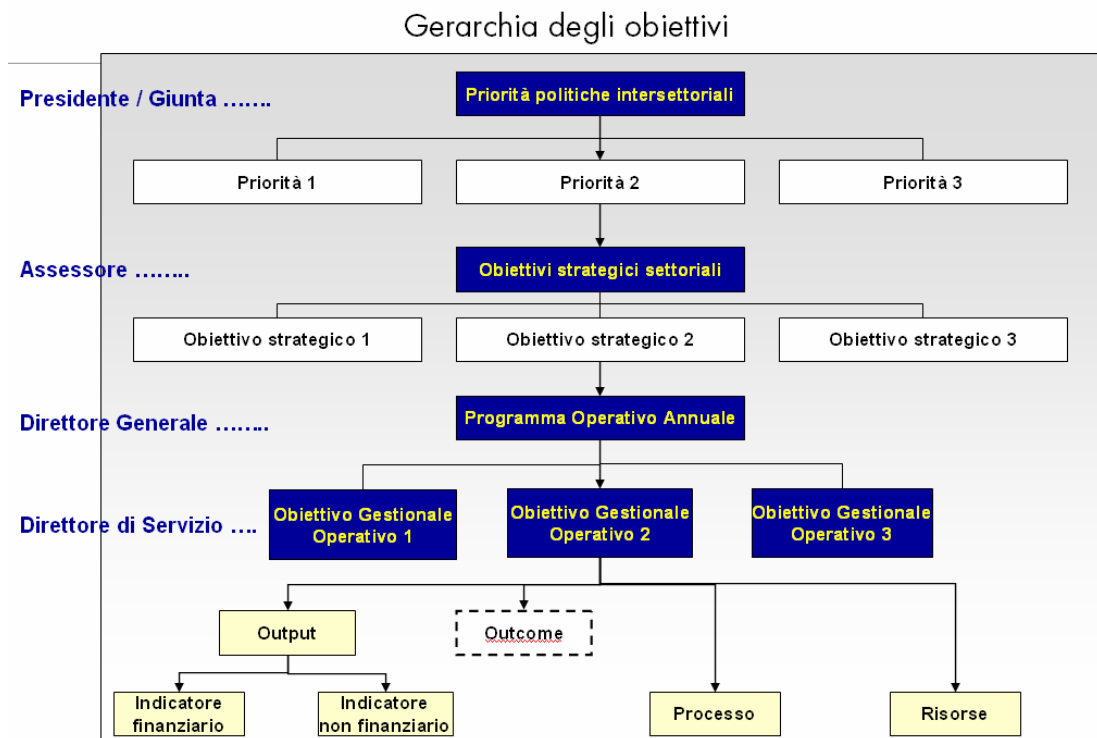 Gerarchia degli obiettivi
Presidente / Giunta …….
Priorità politiche intersettoriali
Priorità 1
Priorità 2
Priorità 3
Assessore ……..
Obiettivi strategici settoriali
Obiettivo strategico 1
Obiettivo strategico 2
Obiettivo strategico 3
Direttore Generale ……..
Programma Operativo Annuale
Direttore di Servizio ….
Obiettivo Gestionale
Operativo 1
Obiettivo Gestionale
Operativo 2
Obiettivo Gestionale
Operativo 3
Output
Outcome
Indicatore
finanziario
Indicatore
non finanziario
Processo
Risorse